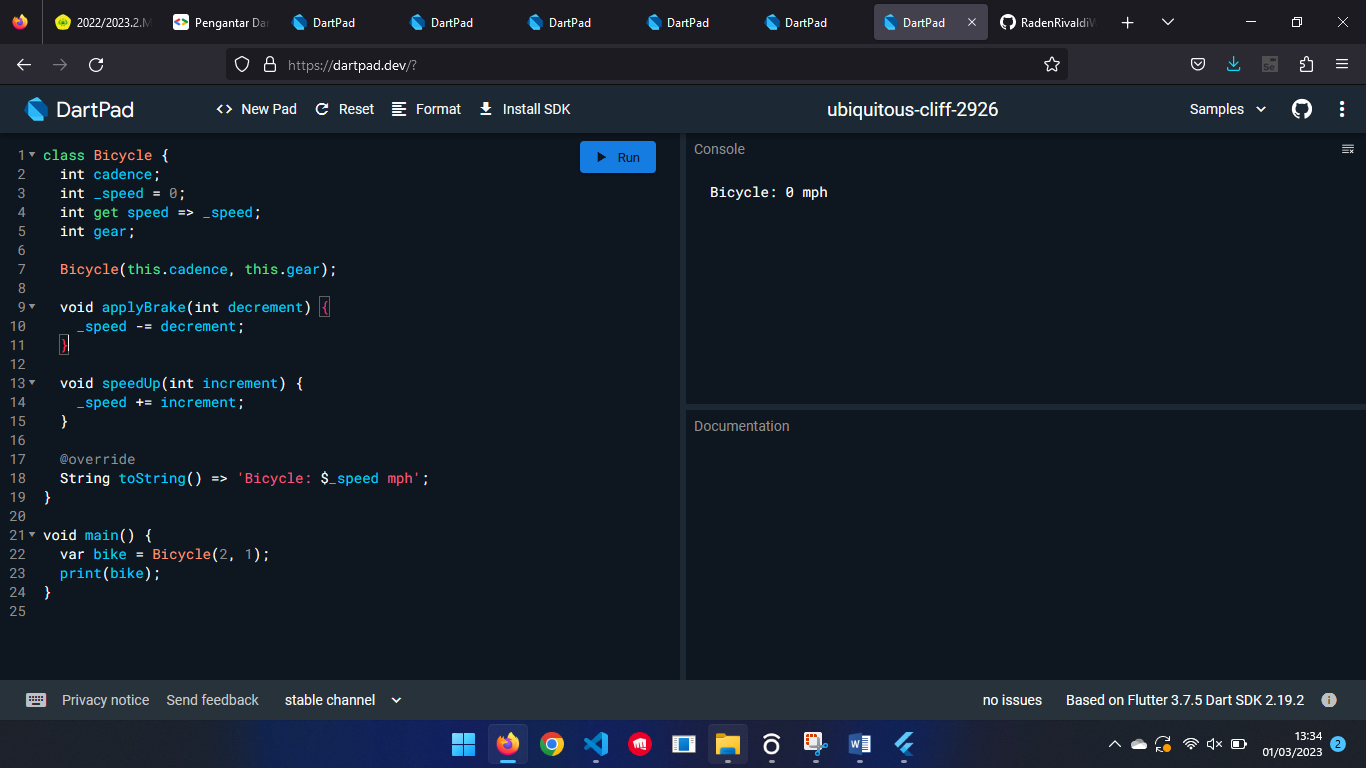 2022/2023.2.M
Pengantar Da
DartPad
DartPad
DartPad
DartPad
DartPad
DartPad
RadenRivaldiW
https://dartpad.dev/?
DartPad
<> New Pad
Reset
Format
Install SDK
ubiquitous-cliff-2926
Samples
Run
1 class Bicycle {
2   int cadence;
3   int _speed = 0;
4   int get speed => _speed;
5   int gear;
6
7   Bicycle(this.cadence, this.gear);
8
9   void applyBrake(int decrement) {
10     _speed -= decrement;
11   }
12
13   void speedUp(int increment) {
14     _speed += increment;
15   }
16
17   @override
18   String toString() => 'Bicycle: $_speed mph';
19 }
20
21 void main() {
22   var bike = Bicycle(2, 1);
23   print(bike);
24 }
25
Console
Bicycle: 0 mph
Documentation
Privacy notice
Send feedback
stable channel
no issues
Based on Flutter 3.7.5 Dart SDK 2.19.2
13:34
01/03/2023
2